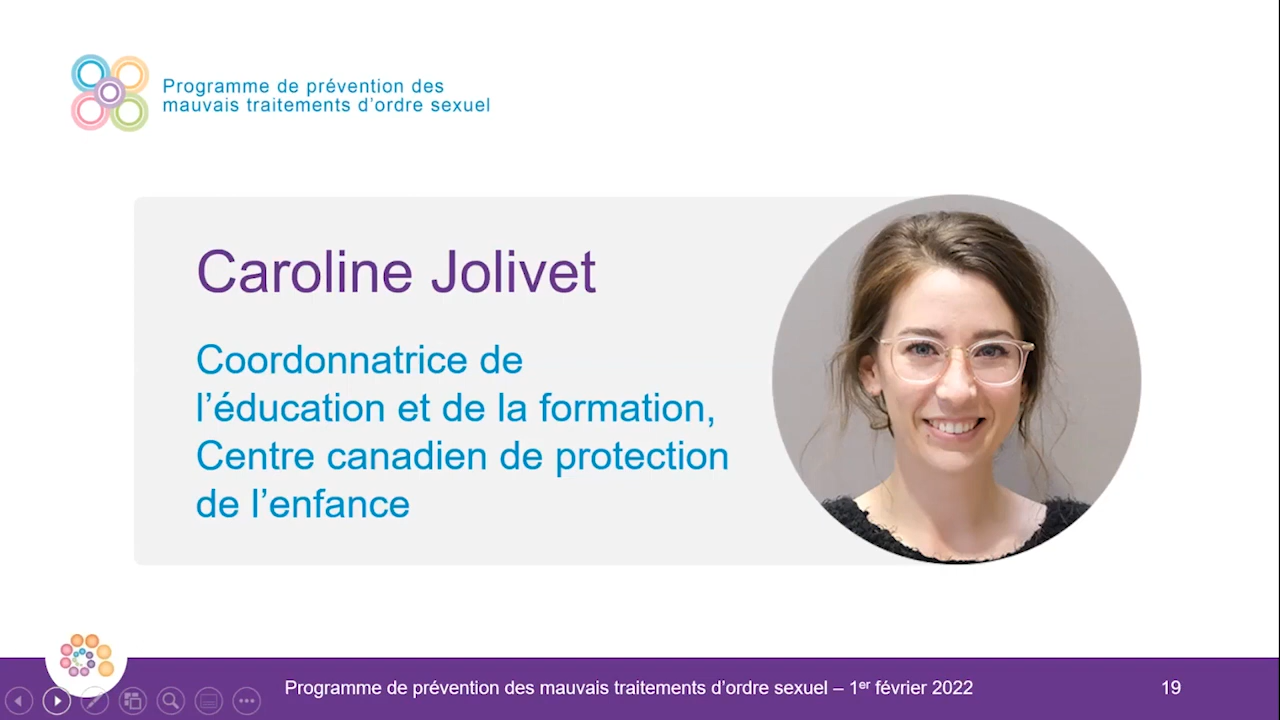 Programme de prévention des
mauvais traitements d’ordre sexuel
Caroline Jolivet
Coordonnatrice de
l’éducation et de la formation,
Centre canadien de protection
de l’enfance
Programme de prévention des mauvais traitements d’ordre sexuel – 1er février 2022
19